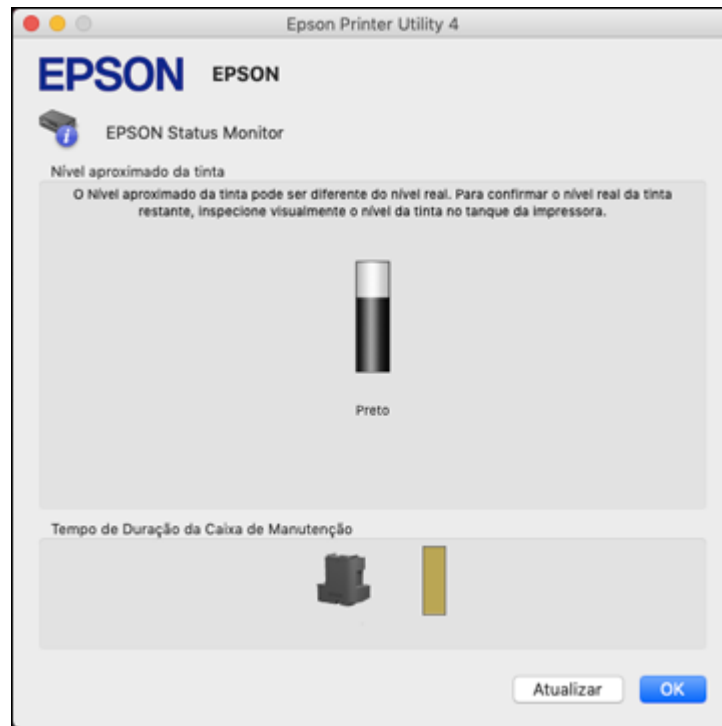 Epson Printer Utility 4
EPSON EPSON
EPSON Status Monitor
Nível aproximado da tinta
O Nível aproximado da tinta pode ser diferente do nível real. Para confirmar o nível real da tinta
restante, inspecione visualmente o nível da tinta no tanque da impressora.
Preto
Tempo de Duração da Caixa de Manutenção
Atualizar OK